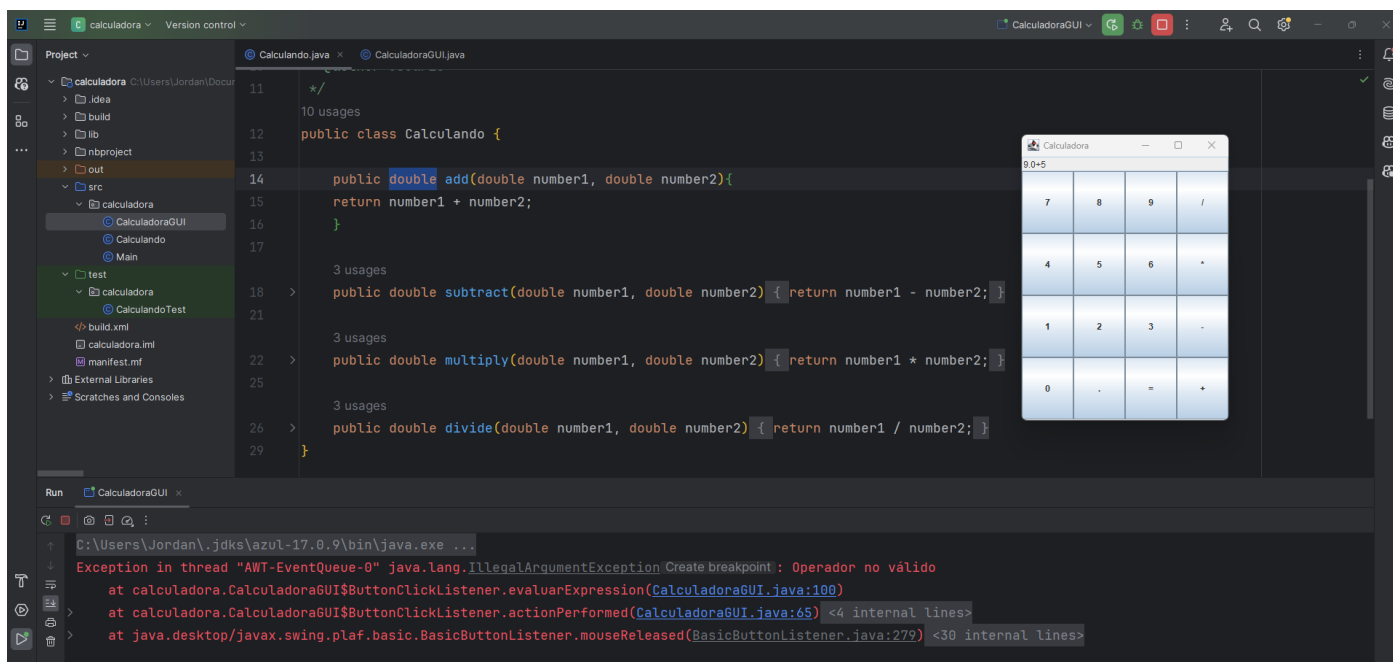 calculadora
Version control
CalculadoraGUI
Project
Calculando.java
CalculadoraGUI.java
calculadora C:\Users\Jordan\Docur
.idea
build
lib
nbproject
out
src
calculadora
CalculadoraGUI
Calculando
Main
test
calculadora
CalculandoTest
build.xml
calculadora.iml
manifest.mf
External Libraries
Scratches and Consoles
11 */
10 usages
12 public class Calculando {
13
14 public double add(double number1, double number2){
15 return number1 + number2;
16 }
17
3 usages
18 public double subtract(double number1, double number2) { return number1 - number2; }
21
3 usages
22 public double multiply(double number1, double number2) { return number1 * number2; }
25
3 usages
26 public double divide(double number1, double number2) { return number1 / number2; }
29 }
Calculadora
9.0+5
7 8 9 /
4 5 6 *
1 2 3 -
0 . = +
Run CalculadoraGUI
C:\Users\Jordan\.jdks\azul-17.0.9\bin\java.exe ...
Exception in thread "AWT-EventQueue-0" java.lang.IllegalArgumentException Create breakpoint : Operador no válido
at calculadora.CalculadoraGUI$ButtonClickListener.evaluarExpression(CalculadoraGUI.java:100)
at calculadora.CalculadoraGUI$ButtonClickListener.actionPerformed(CalculadoraGUI.java:65) <4 internal lines>
at java.desktop/javax.swing.plaf.basic.BasicButtonListener.mouseReleased(BasicButtonListener.java:279) <30 internal lines>